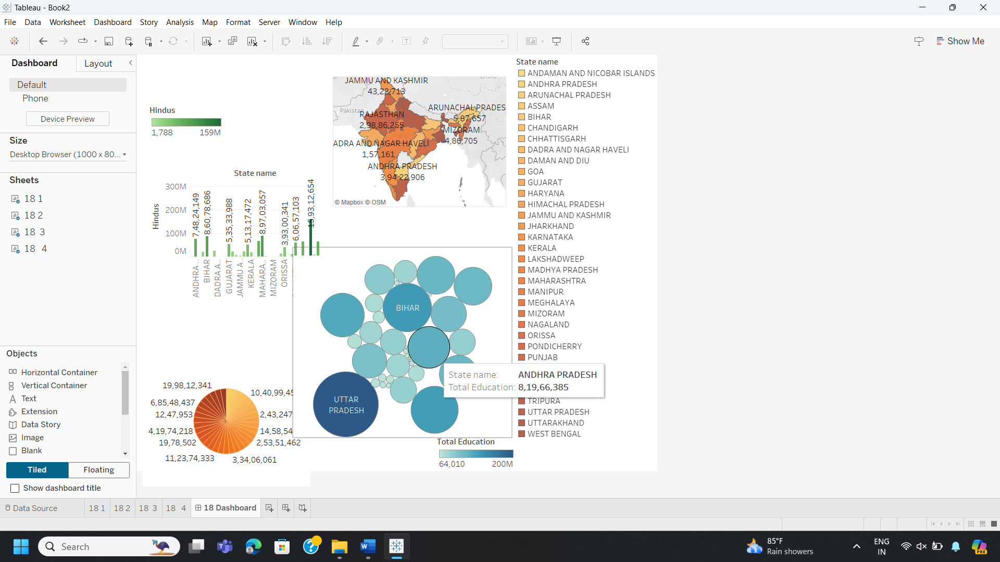 Tableau - Book2
File Data Worksheet Dashboard Story Analysis Map Format Server Window Help
Show Me
Dashboard Layout
Default
Phone
Device Preview
Size
Desktop Browser (1000 x 80...
Sheets
18 1
18 2
18 3
18 4
Objects
Horizontal Container
Vertical Container
Text
Extension
Data Story
Image
Blank
Tiled Floating
Show dashboard title
Hindus
1,788 159M
State name
Hindus
300M
200M
100M
0M
7,48,24,149
8,60,78,686
5,35,33,988
5,13,17,472
8,97,03,057
3,93,00,341
6,06,57,103
15,93,12,654
ANDHRA ..
BIHAR
DADRA A..
GUJARAT
JAMMU A..
KERALA
MAHARA..
MIZORAM
ORISSA
JAMMU AND KASHMIR
43,22,713
China
Pakistan
RAJASTHAN
2,98,86,255
ARUNACHAL PRADES
5,87,657
MIZORAM
4,86,705
India
ADRA AND NAGAR HAVELI
1,57,161
ANDHRA PRADESH
3,94,22,906
© Mapbox © OSM
State name
ANDAMAN AND NICOBAR ISLANDS
ANDHRA PRADESH
ARUNACHAL PRADESH
ASSAM
BIHAR
CHANDIGARH
CHHATTISGARH
DADRA AND NAGAR HAVELI
DAMAN AND DIU
GOA
GUJARAT
HARYANA
HIMACHAL PRADESH
JAMMU AND KASHMIR
JHARKHAND
KARNATAKA
KERALA
LAKSHADWEEP
MADHYA PRADESH
MAHARASHTRA
MANIPUR
MEGHALAYA
MIZORAM
NAGALAND
ORISSA
PONDICHERRY
PUNJAB
TRIPURA
UTTAR PRADESH
UTTARAKHAND
WEST BENGAL
BIHAR
UTTAR
PRADESH
State name: ANDHRA PRADESH
Total Education: 8,19,66,385
Total Education
64,010 200M
19,98,12,341
6,85,48,437
12,47,953
4,19,74,218
19,78,502
11,23,74,333
10,40,99,45
2,43,247
14,58,54
2,53,51,462
3,34,06,061
Data Source 18 1 18 2 18 3 18 4 18 Dashboard
Search
85°F
Rain showers
ENG
IN
PRE